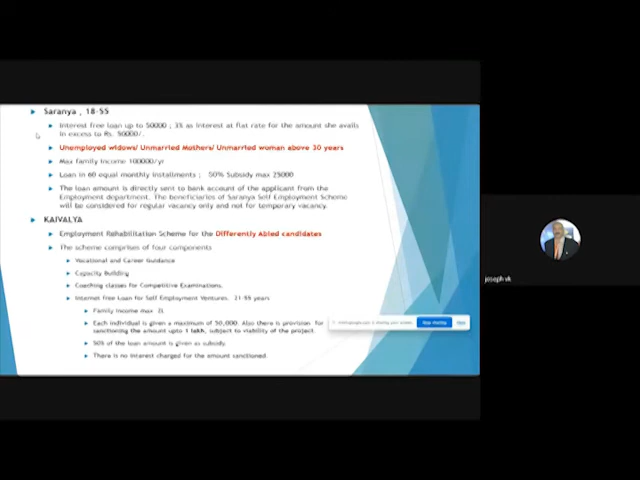 Saranya , 18-55
Interest free loan up to 50000 ; 3% as interest at flat rate for the amount she avails
in excess to Rs. 50000/.
Unemployed widows/ Unmarried Mothers/ Unmarried woman above 30 years
Max family income 100000/yr
Loan in 60 equal monthly installments ; 50% Subsidy max 25000
The loan amount is directly sent to bank account of the applicant from the
Employment department. The beneficiaries of Saranya Self Employment Scheme
will be considered for regular vacancy only and not for temporary vacancy.
KAIVALYA
Employment Rehabilitation Scheme for the Differently Abled candidates
The scheme comprises of four components
Vocational and Career Guidance
Capacity Building
Coaching classes for Competitive Examinations.
Interest free Loan for Self Employment Ventures. 21-55 years
Family income max
Each individual is given a maximum of 50,000. Also there is provision for
sanctioning the amount upto 1 lakh, subject to viability of the project.
50% of the loan amount is given as subsidy.
There is no interest charged for the amount sanctioned.
is sharing your screen.
Stop sharing
Hide
joseph vk